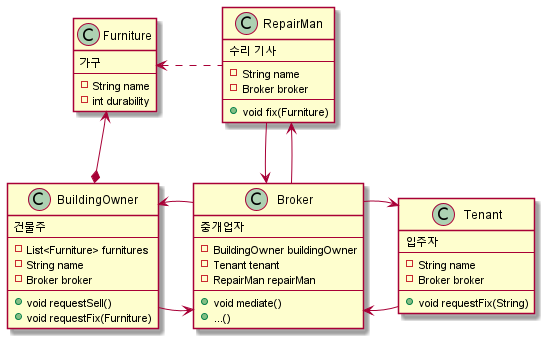 C Furniture
가구
String name
int durability
C RepairMan
수리 기사
String name
Broker broker
void fix(Furniture)
C BuildingOwner
건물주
List<Furniture> furnitures
String name
Broker broker
void requestSell()
void requestFix(Furniture)
C Broker
중개업자
BuildingOwner buildingOwner
Tenant tenant
RepairMan repairMan
void mediate()
...()
C Tenant
입주자
String name
Broker broker
void requestFix(String)